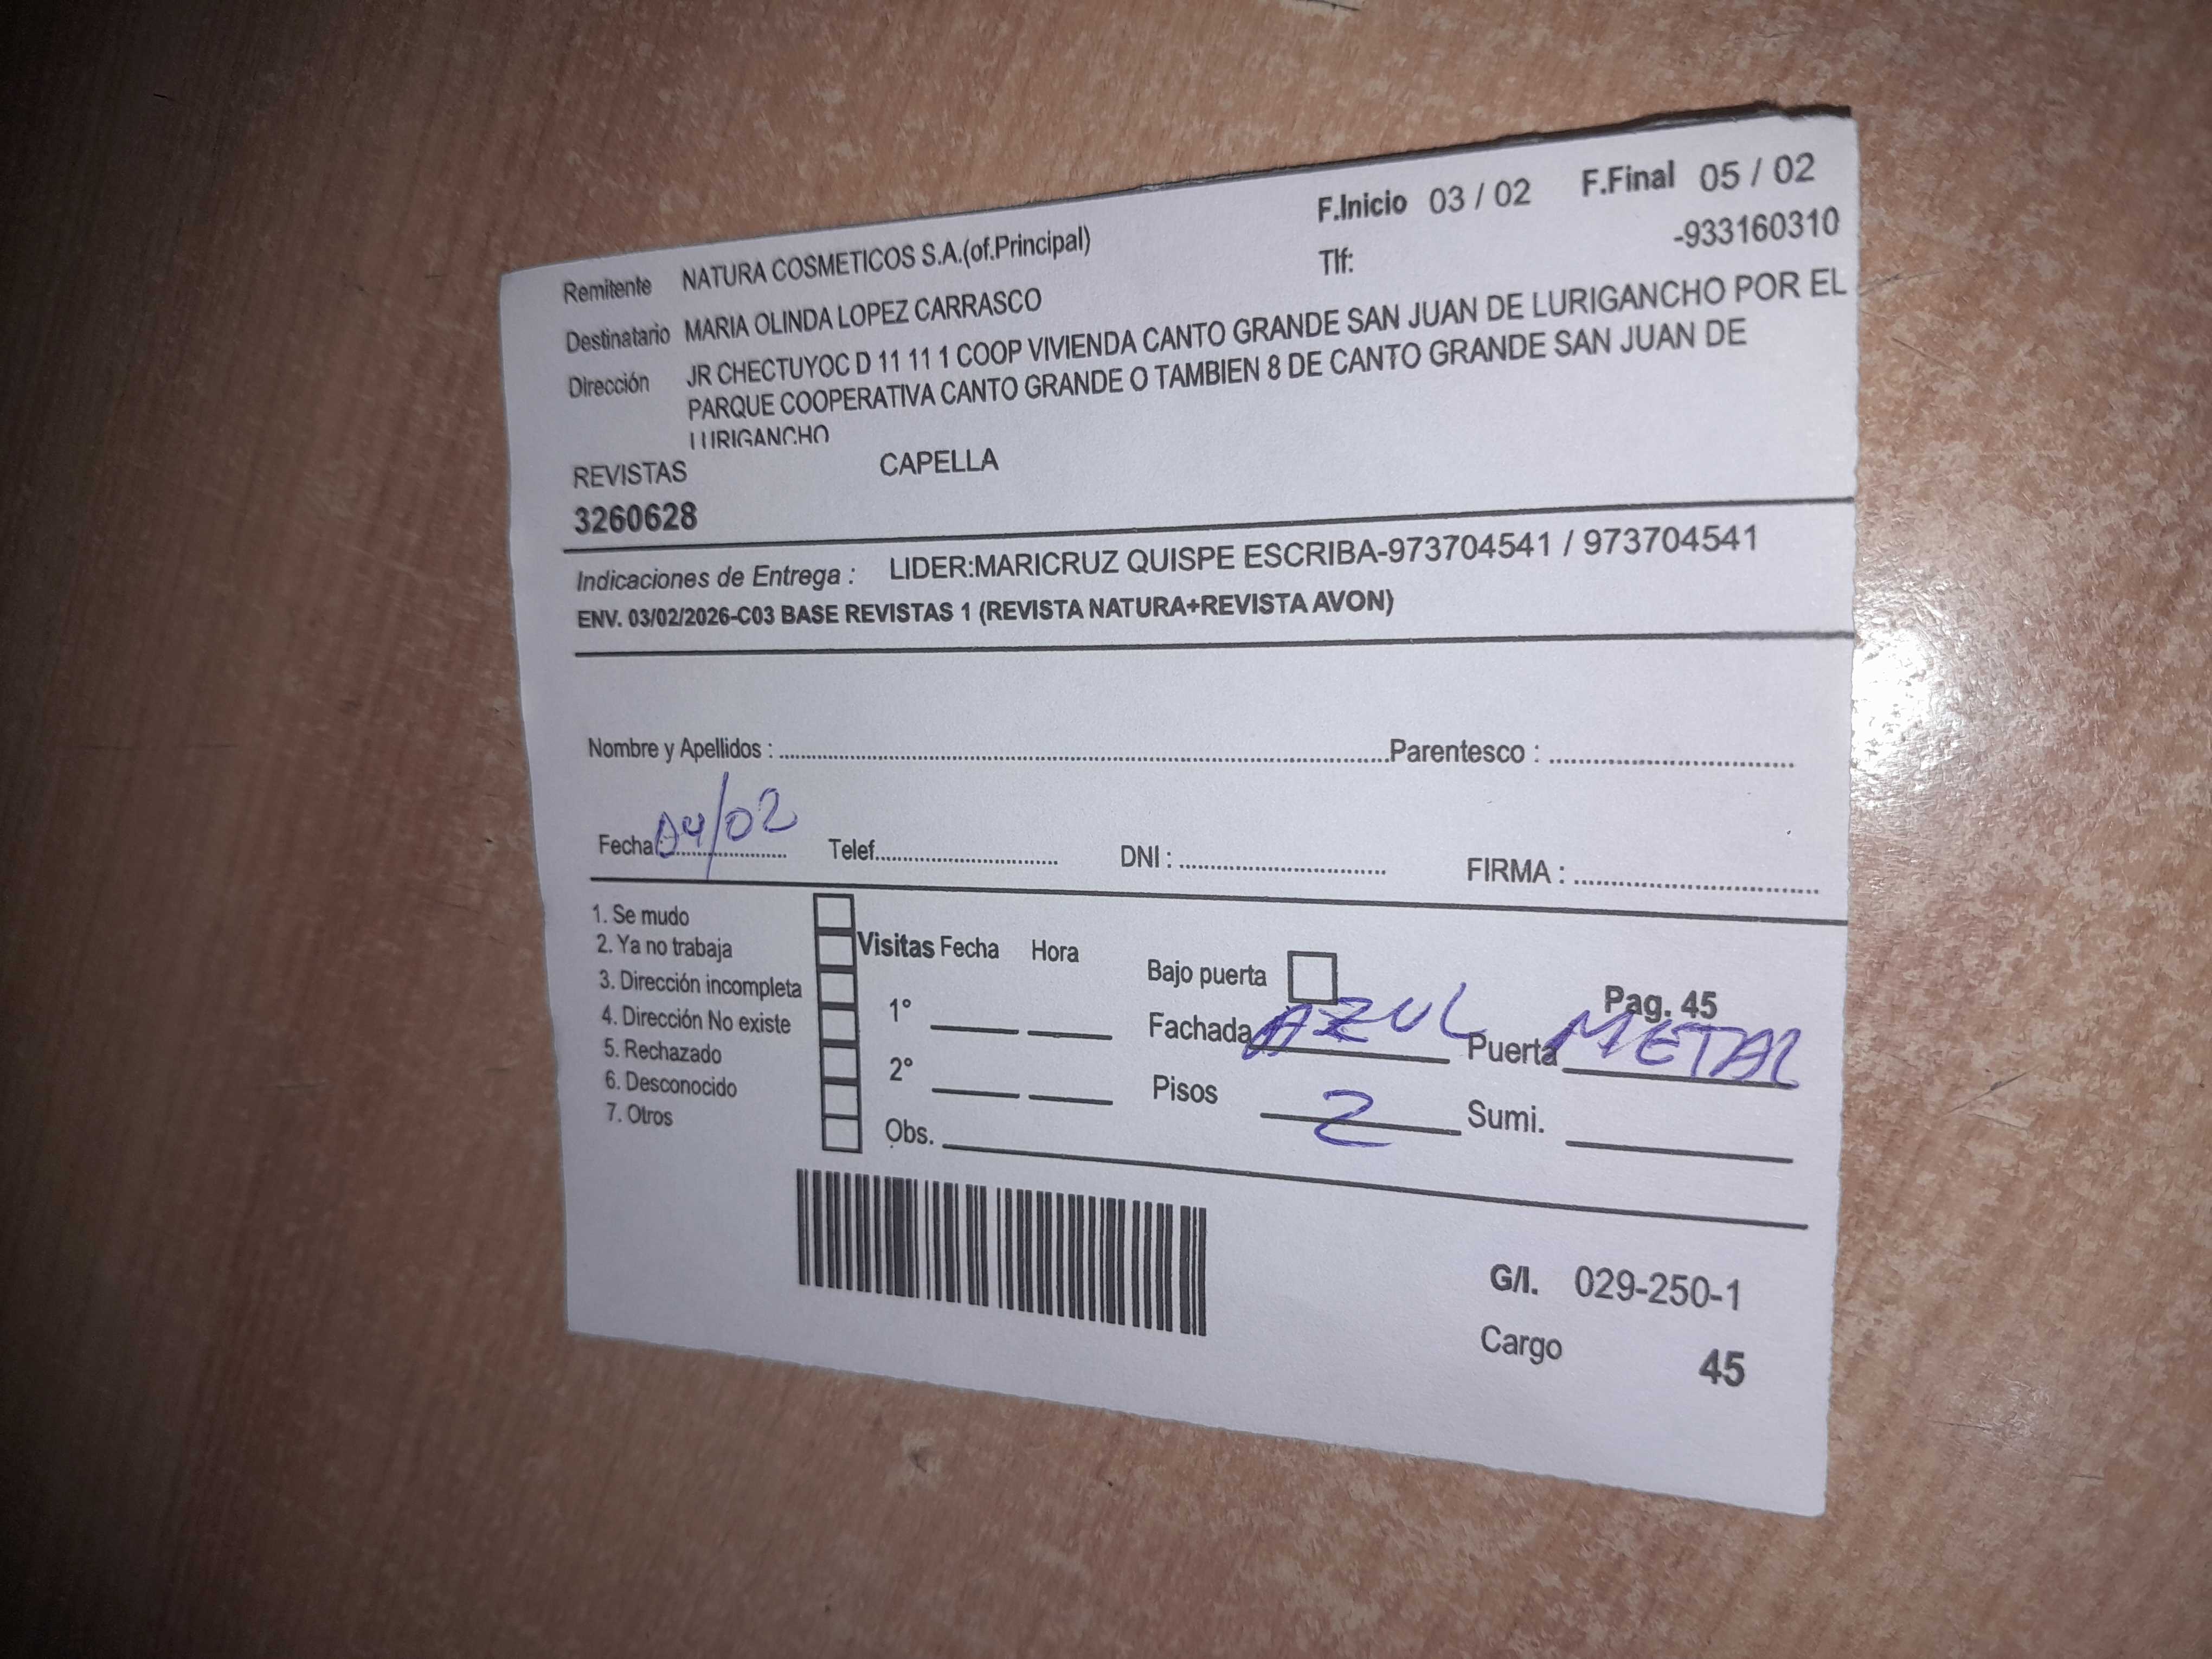 F.Inicio 03 / 02 F.Final 05 / 02
Remitente NATURA COSMETICOS S.A.(of.Principal) Tlf: -933160310
Destinatario MARIA OLINDA LOPEZ CARRASCO
Dirección JR CHECTUYOC D 11 11 1 COOP VIVIENDA CANTO GRANDE SAN JUAN DE LURIGANCHO POR EL
PARQUE COOPERATIVA CANTO GRANDE O TAMBIEN 8 DE CANTO GRANDE SAN JUAN DE
LURIGANCHO
REVISTAS CAPELLA
3260628
Indicaciones de Entrega : LIDER:MARICRUZ QUISPE ESCRIBA-973704541 / 973704541
ENV. 03/02/2026-C03 BASE REVISTAS 1 (REVISTA NATURA+REVISTA AVON)
Nombre y Apellidos : Parentesco :
Fecha 04/02 Telef. DNI : FIRMA :
1. Se mudo
2. Ya no trabaja
3. Dirección incompleta
4. Dirección No existe
5. Rechazado
6. Desconocido
7. Otros
Visitas Fecha Hora
1°
2°
Obs.
Bajo puerta Pag. 45
Fachada AZUL Puerta METAL
Pisos 2 Sumi.
G/I. 029-250-1
Cargo 45